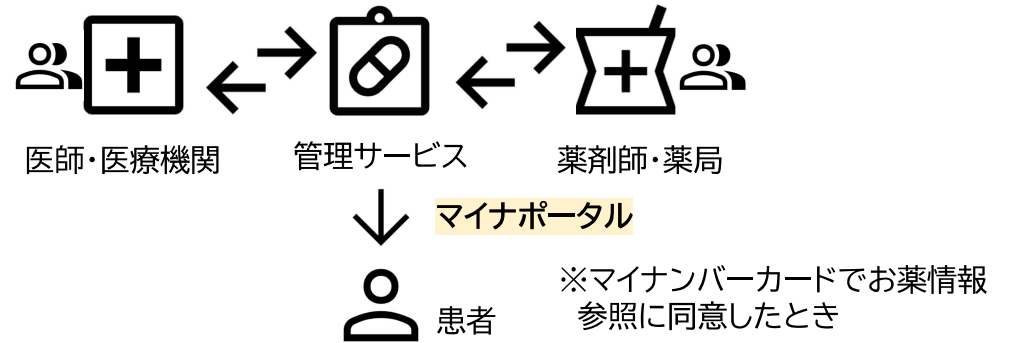 医師・医療機関
管理サービス
薬剤師・薬局
マイナポータル
※マイナンバーカードでお薬情報
参照に同意したとき
患者